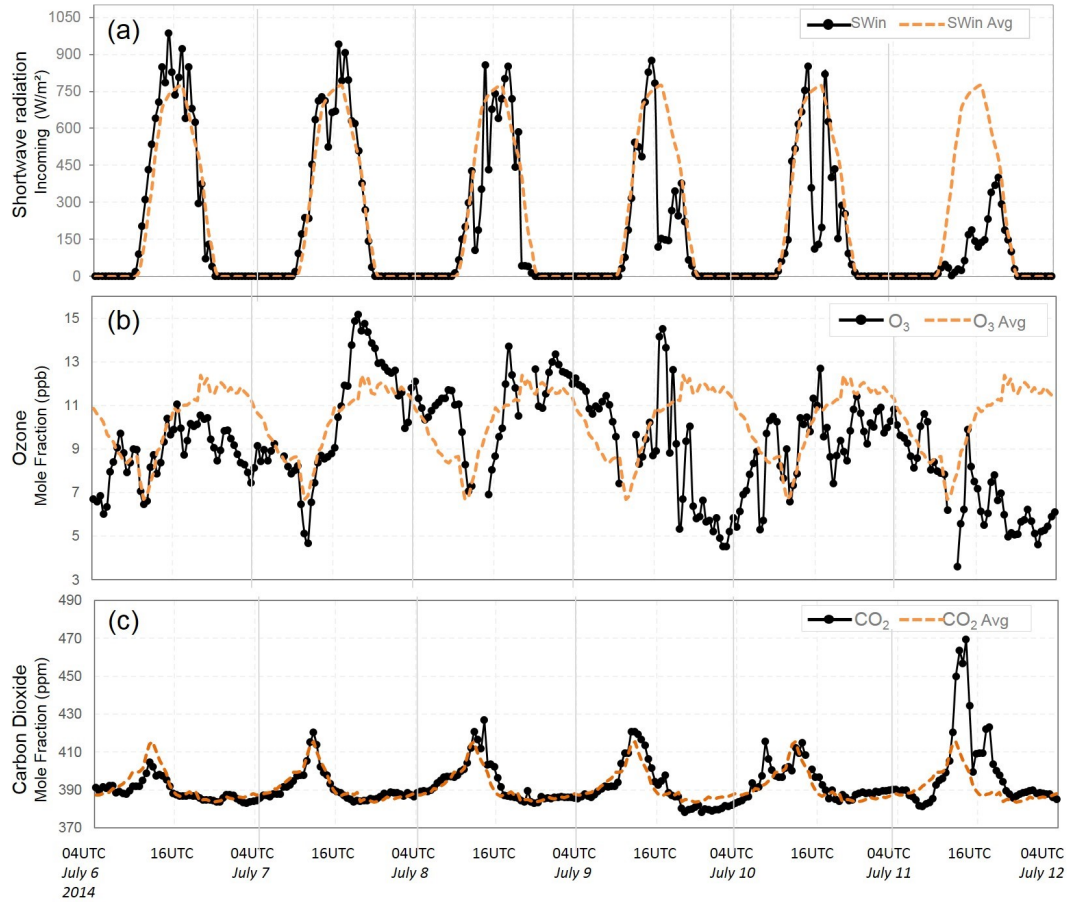 (a)
SWin
SWin Avg
Shortwave radiation
Incoming (W/m²)
1050
900
750
600
450
300
150
0
(b)
O₃
O₃ Avg
Ozone
Mole Fraction (ppb)
15
13
11
9
7
5
3
(c)
CO₂
CO₂ Avg
Carbon Dioxide
Mole Fraction (ppm)
490
470
450
430
410
390
370
04UTC 16UTC 04UTC 16UTC 04UTC 16UTC 04UTC 16UTC 04UTC 16UTC 04UTC 16UTC 04UTC
July 6 July 7 July 8 July 9 July 10 July 11 July 12
2014